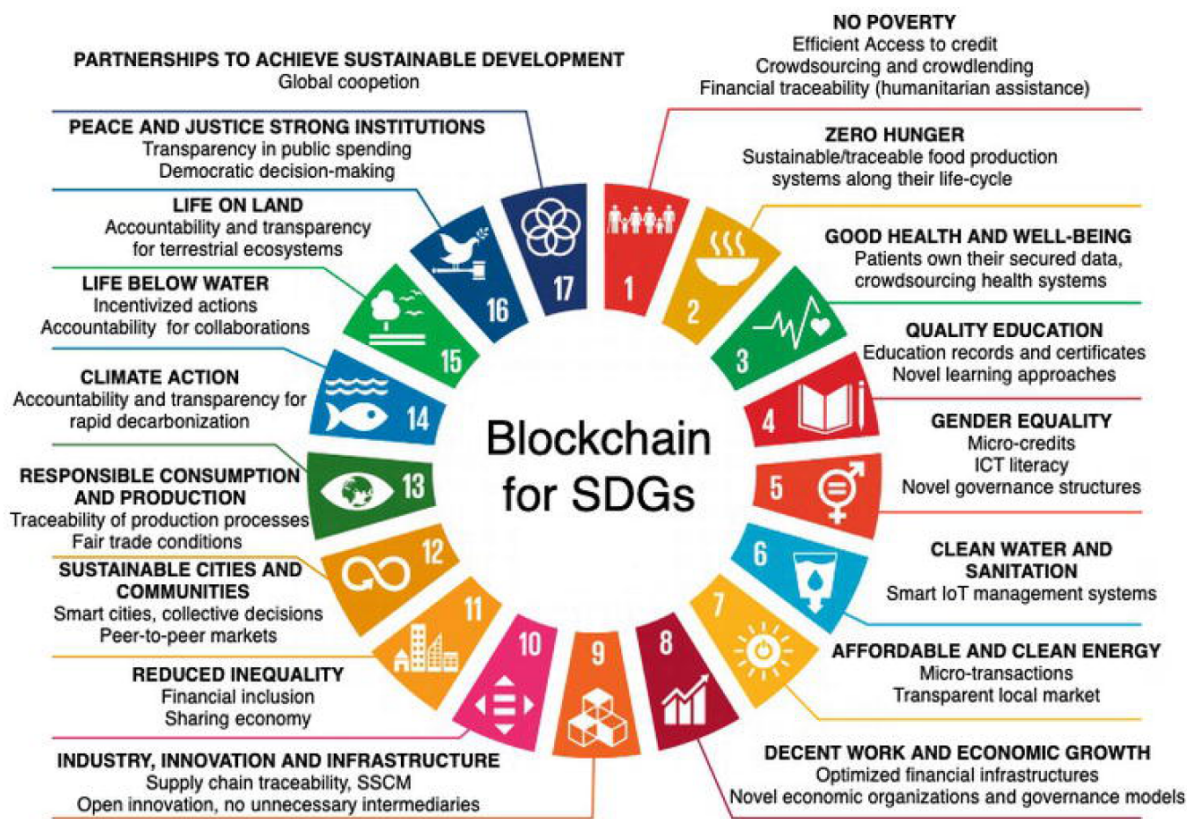 NO POVERTY
Efficient Access to credit
Crowdsourcing and crowdlending
Financial traceability (humanitarian assistance)
ZERO HUNGER
Sustainable/traceable food production
systems along their life-cycle
GOOD HEALTH AND WELL-BEING
Patients own their secured data,
crowdsourcing health systems
QUALITY EDUCATION
Education records and certificates
Novel learning approaches
GENDER EQUALITY
Micro-credits
ICT literacy
Novel governance structures
CLEAN WATER AND
SANITATION
Smart IoT management systems
AFFORDABLE AND CLEAN ENERGY
Micro-transactions
Transparent local market
DECENT WORK AND ECONOMIC GROWTH
Optimized financial infrastructures
Novel economic organizations and governance models
INDUSTRY, INNOVATION AND INFRASTRUCTURE
Supply chain traceability, SSCM
Open innovation, no unnecessary intermediaries
REDUCED INEQUALITY
Financial inclusion
Sharing economy
SUSTAINABLE CITIES AND
COMMUNITIES
Smart cities, collective decisions
Peer-to-peer markets
RESPONSIBLE CONSUMPTION
AND PRODUCTION
Traceability of production processes
Fair trade conditions
CLIMATE ACTION
Accountability and transparency for
rapid decarbonization
LIFE BELOW WATER
Incentivized actions
Accountability for collaborations
LIFE ON LAND
Accountability and transparency
for terrestrial ecosystems
PEACE AND JUSTICE STRONG INSTITUTIONS
Transparency in public spending
Democratic decision-making
PARTNERSHIPS TO ACHIEVE SUSTAINABLE DEVELOPMENT
Global coopetion
1
2
3
4
5
6
7
8
9
10
11
12
13
14
15
16
17
Blockchain
for SDGs